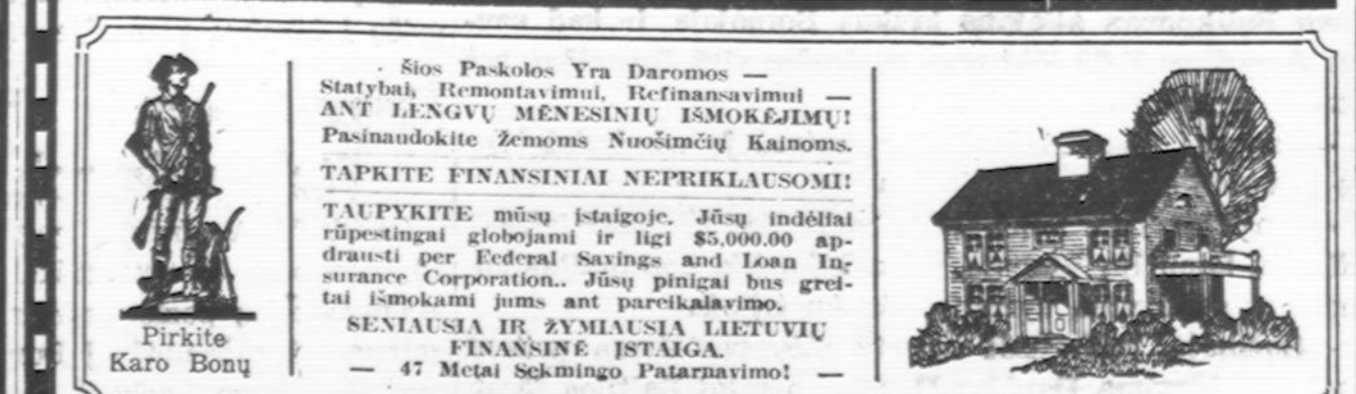 Pirkite
Karo Bonų
Šios Paskolos Yra Daromos —
Statybai, Remontavimui, Refinansavimui —
ANT LENGVŲ MĖNESINIŲ IŠMOKĖJIMŲ!
Pasinaudokite Žemoms Nuošimčių Kainoms.
TAPKITE FINANSINIAI NEPRIKLAUSOMI!
TAUPYKITE mūsų įstaigoje. Jūsų indėliai
rūpestingai globojami ir ligi $5,000.00 ap-
drausti per Federal Savings and Loan In-
surance Corporation.. Jūsų pinigai bus grei-
tai išmokami jums ant pareikalavimo.
SENIAUSIA IR ŽYMIAUSIA LIETUVIŲ
FINANSINĖ ĮSTAIGA.
— 47 Metai Sėkmingo Patarnavimo! —